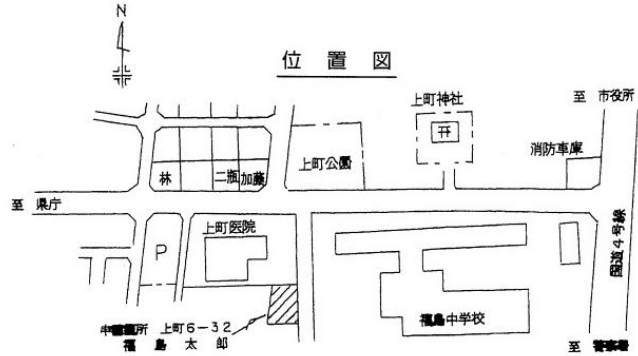 N
位置図
至 市役所
上町神社
消防車庫
上町公園
林
二瓶
加藤
至 県庁
上町医院
P
国道4号線
上町6-32
福島太郎
福島中学校
至 警察署